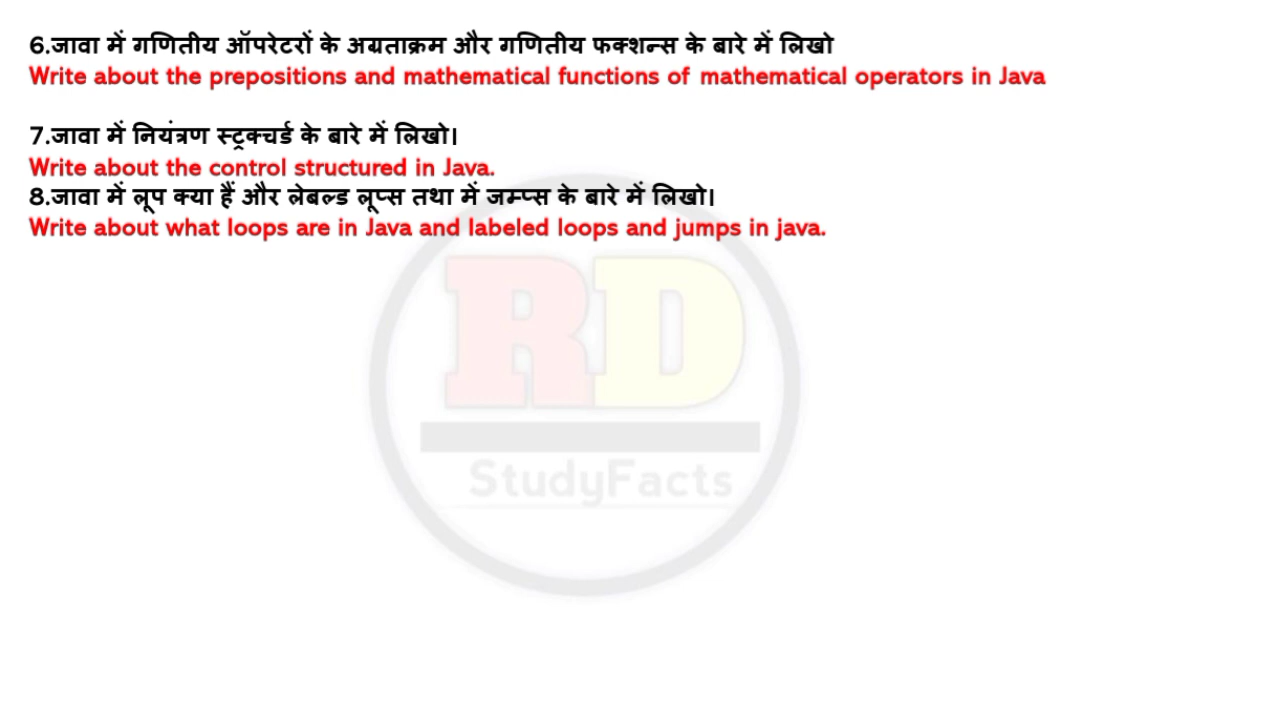 6.जावा में गणितीय ऑपरेटरों के अग्रताक्रम और गणितीय फक्शन्स के बारे में लिखो
Write about the prepositions and mathematical functions of mathematical operators in Java
7.जावा में नियंत्रण स्ट्रक्चर्ड के बारे में लिखो।
Write about the control structured in Java.
8.जावा में लूप क्या हैं और लेबल्ड लूप्स तथा में जम्प्स के बारे में लिखो।
Write about what loops are in Java and labeled loops and jumps in java.
RD
StudyFacts